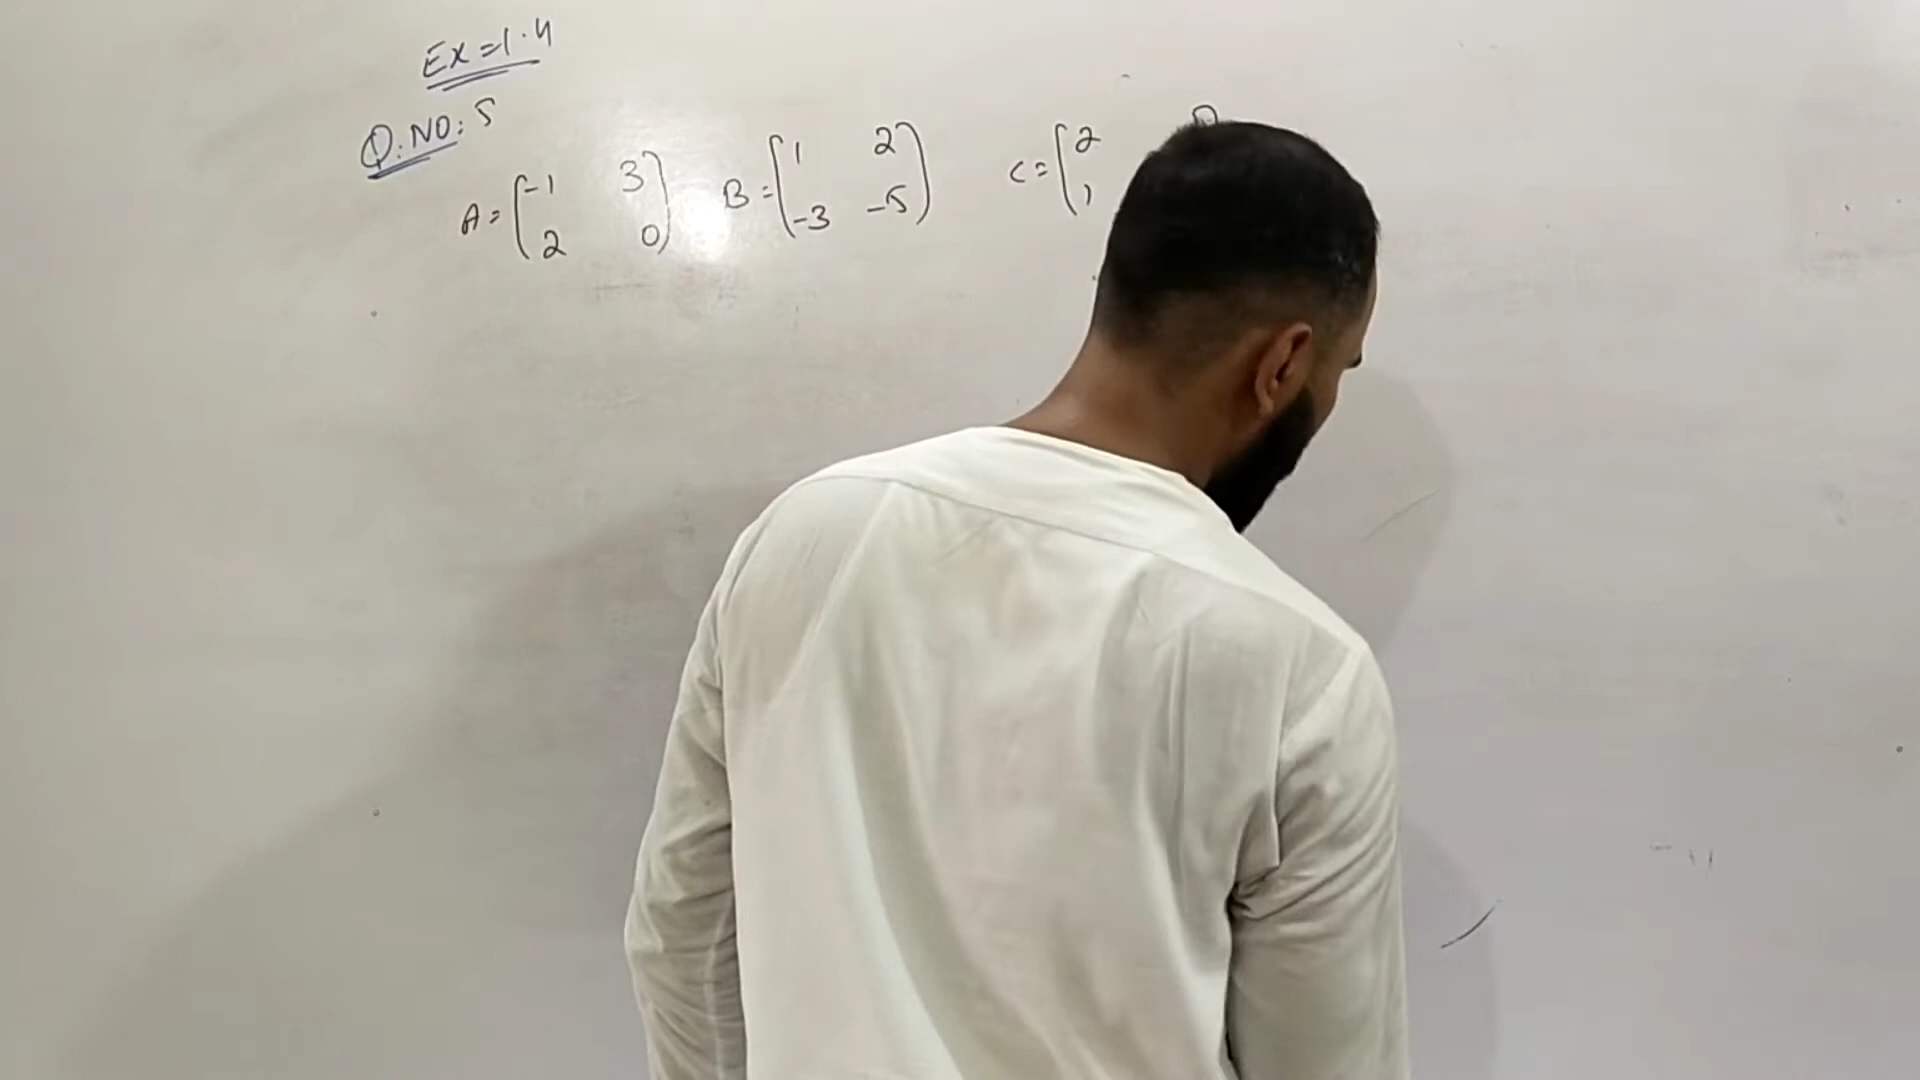 Ex = 1.4
Q.NO: 5
A = [-1 3
2 0] B = [1 2
-3 -5] C = [2
1